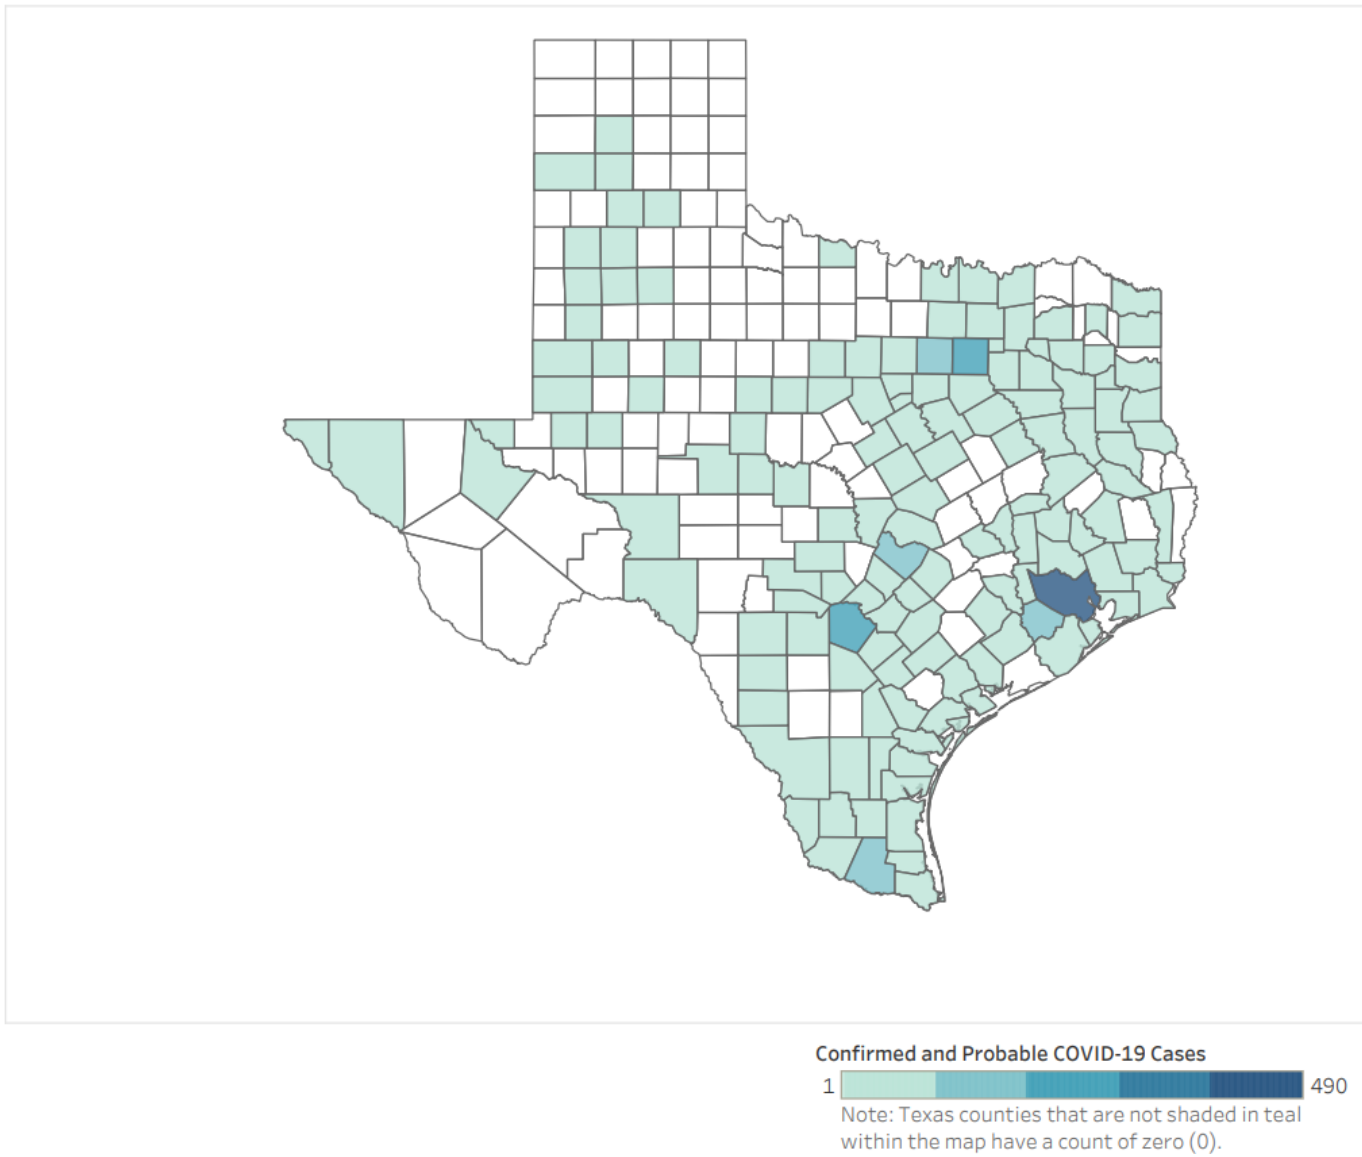 Confirmed and Probable COVID-19 Cases
1 490
Note: Texas counties that are not shaded in teal
within the map have a count of zero (0).